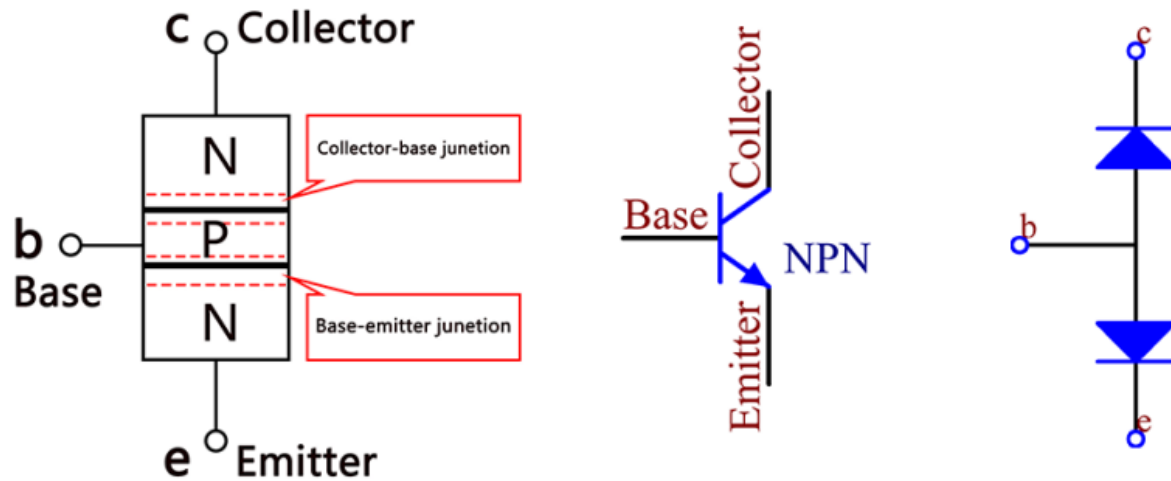 c Collector
N
Collector-base junetion
P
b
Base
N
Base-emitter junetion
e Emitter
Collector
Base
NPN
Emitter
c
b
e